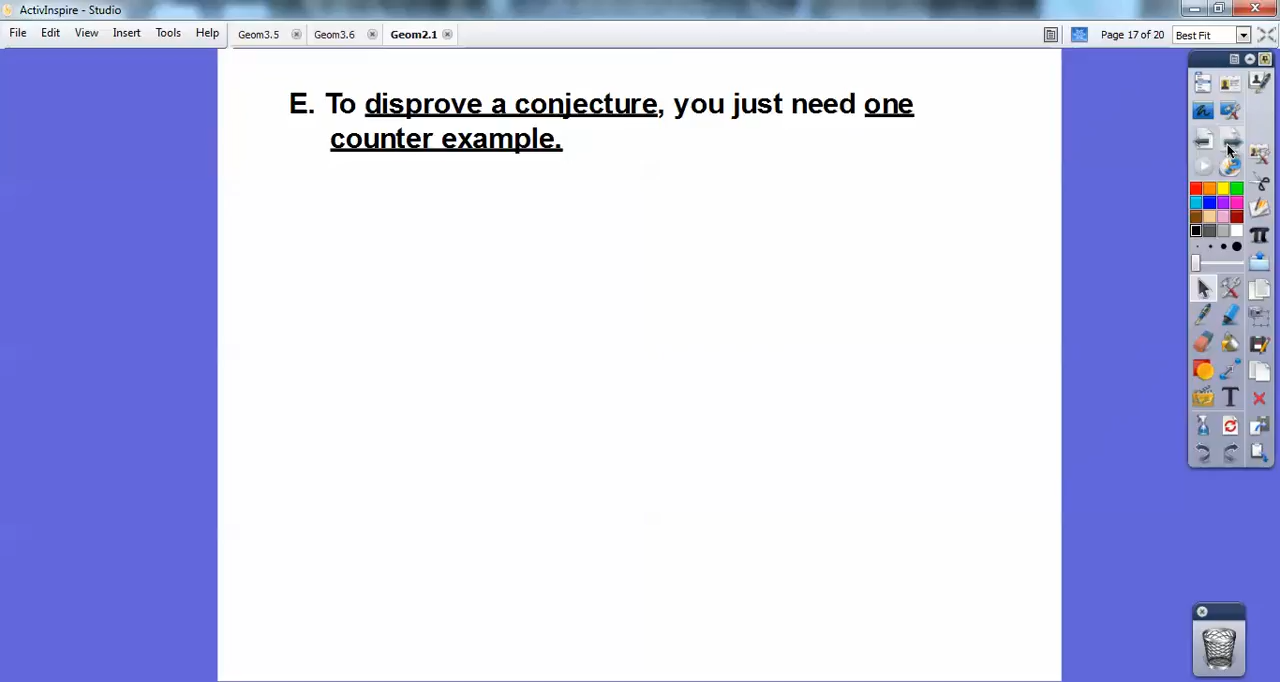 ActivInspire - Studio
File Edit View Insert Tools Help
Geom3.5 Geom3.6 Geom2.1 Page 17 of 20 Best Fit
E. To disprove a conjecture, you just need one
counter example.